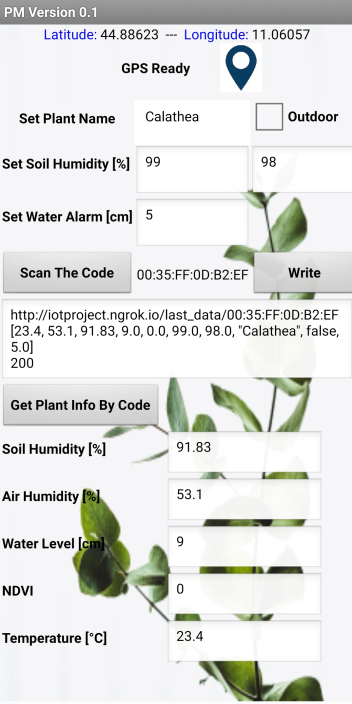 PM Version 0.1
Latitude: 44.88623 --- Longitude: 11.06057
GPS Ready
Set Plant Name Calathea Outdoor
Set Soil Humidity [%] 99 98
Set Water Alarm [cm] 5
Scan The Code 00:35:FF:0D:B2:EF Write
http://iotproject.ngrok.io/last_data/00:35:FF:0D:B2:EF
[23.4, 53.1, 91.83, 9.0, 0.0, 99.0, 98.0, "Calathea", false,
5.0]
200
Get Plant Info By Code
Soil Humidity [%] 91.83
Air Humidity [%] 53.1
Water Level [cm] 9
NDVI 0
Temperature [°C] 23.4